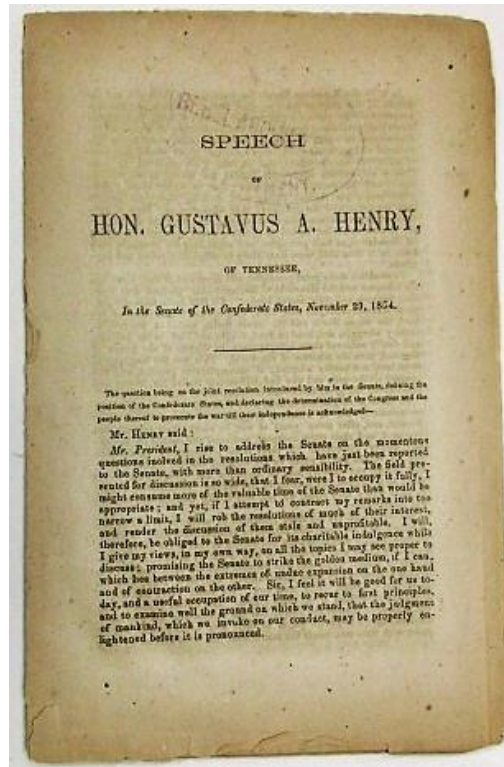 SPEECH
OF
HON. GUSTAVUS A. HENRY,
OF TENNESSEE,
In the Senate of the Confederate States, November 29, 1864.
The question being on the joint resolution introduced by him in the Senate, defining the
position of the Confederate States, and declaring the determination of the Congress and the
people thereof to prosecute the war till their independence is acknowledged—
Mr. HENRY said:
Mr. President, I rise to address the Senate on the momentous
questions inolved in the resolutions which have just been reported
to the Senate, with more than ordinary sensibility. The field pre-
sented for discussion is so wide, that I fear, were I to occupy it fully, I
might consume more of the valuable time of the Senate than would be
appropriate; and yet, if I attempt to contract my remarks into too
narrow a limit, I will rob the resolutions of much of their interest,
and render the discussion of them stale and unprofitable. I will,
therefore, be obliged to the Senate for its charitable indulgence while
I give my views, in my own way, on all the topics I may see proper to
discuss; promising the Senate to strike the golden medium, if I can,
which lies between the extremes of undue expansion on the one hand
and of contraction on the other. Sir, I feel it will be good for us to-
day, and a useful occupation of our time, to recur to first principles,
and to examine well the ground on which we stand, that the judgment
of mankind, which we invoke on our conduct, may be properly en-
lightened before it is pronounced.